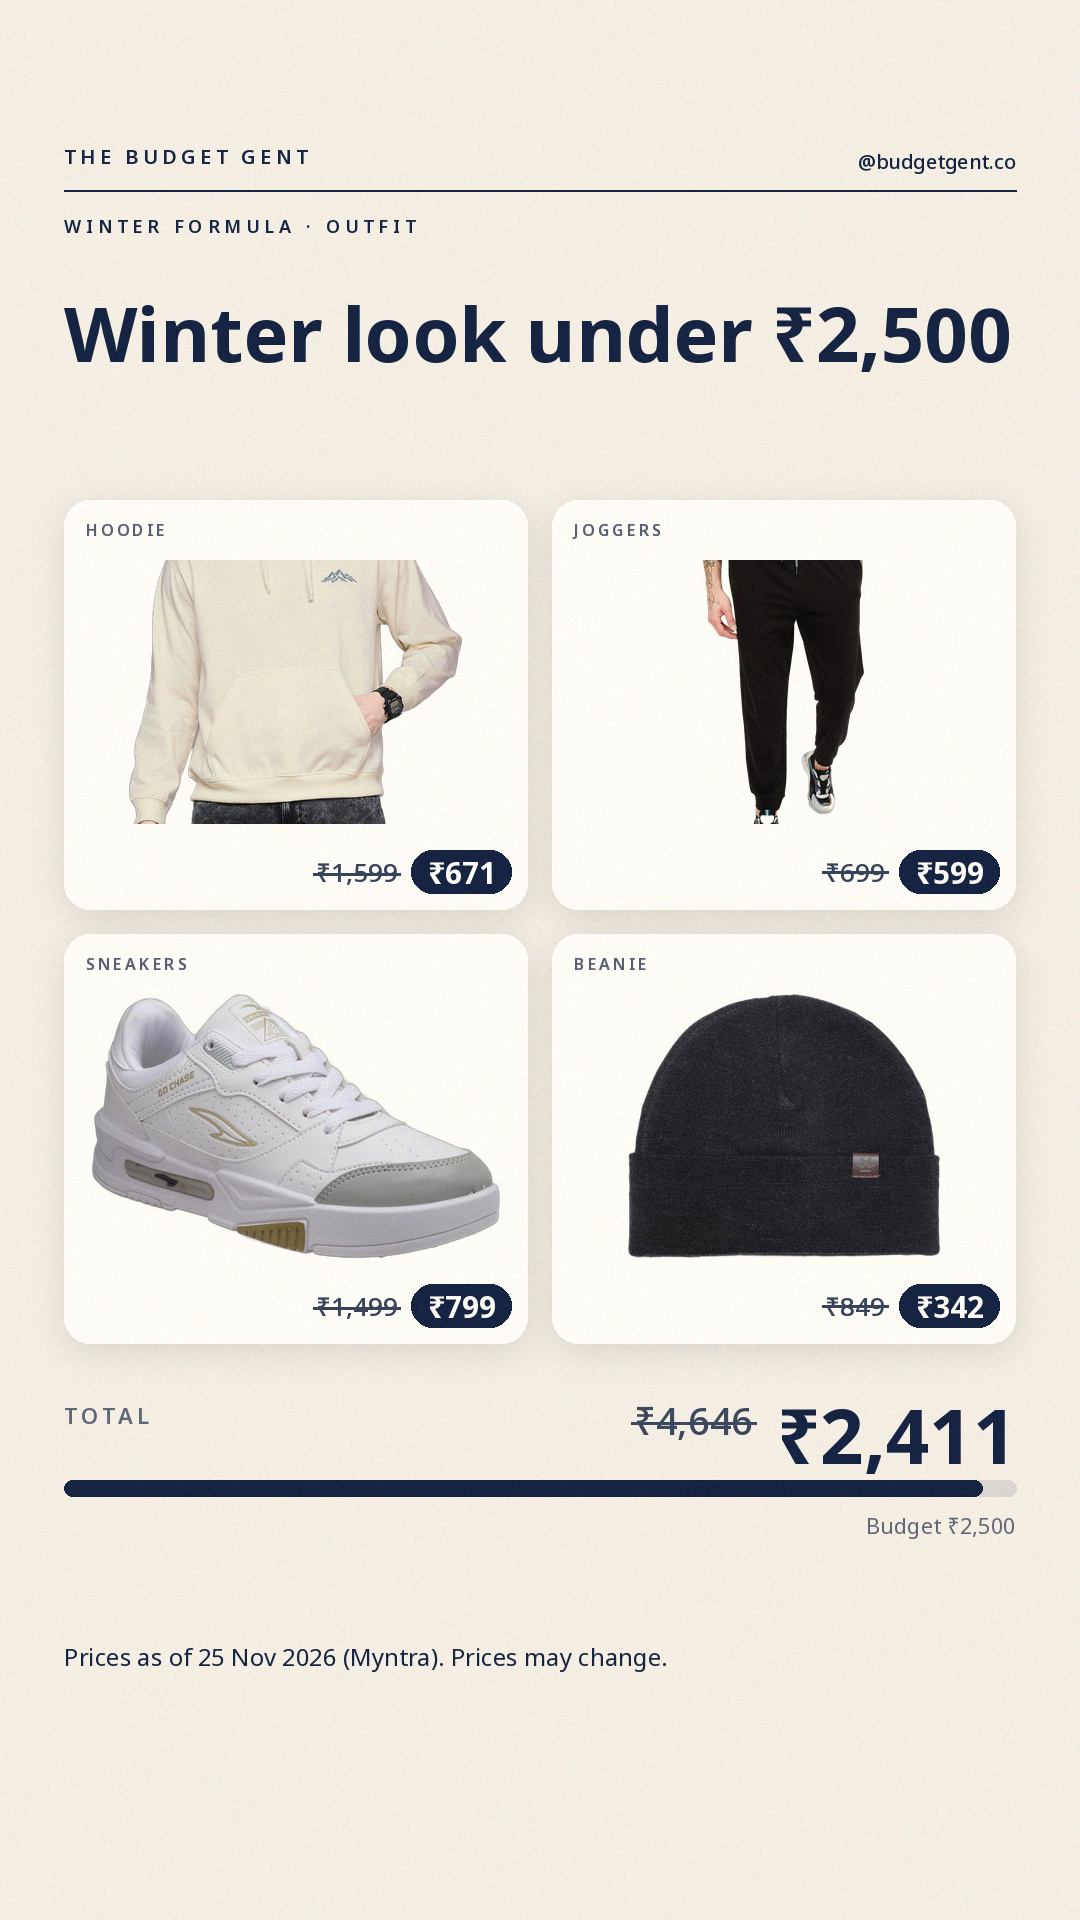 THE BUDGET GENT
@budgetgent.co
WINTER FORMULA · OUTFIT
Winter look under ₹2,500
HOODIE
₹1,599 ₹671
JOGGERS
₹699 ₹599
SNEAKERS
GO CHASE
₹1,499 ₹799
BEANIE
₹849 ₹342
TOTAL
₹4,646 ₹2,411
Budget ₹2,500
Prices as of 25 Nov 2026 (Myntra). Prices may change.